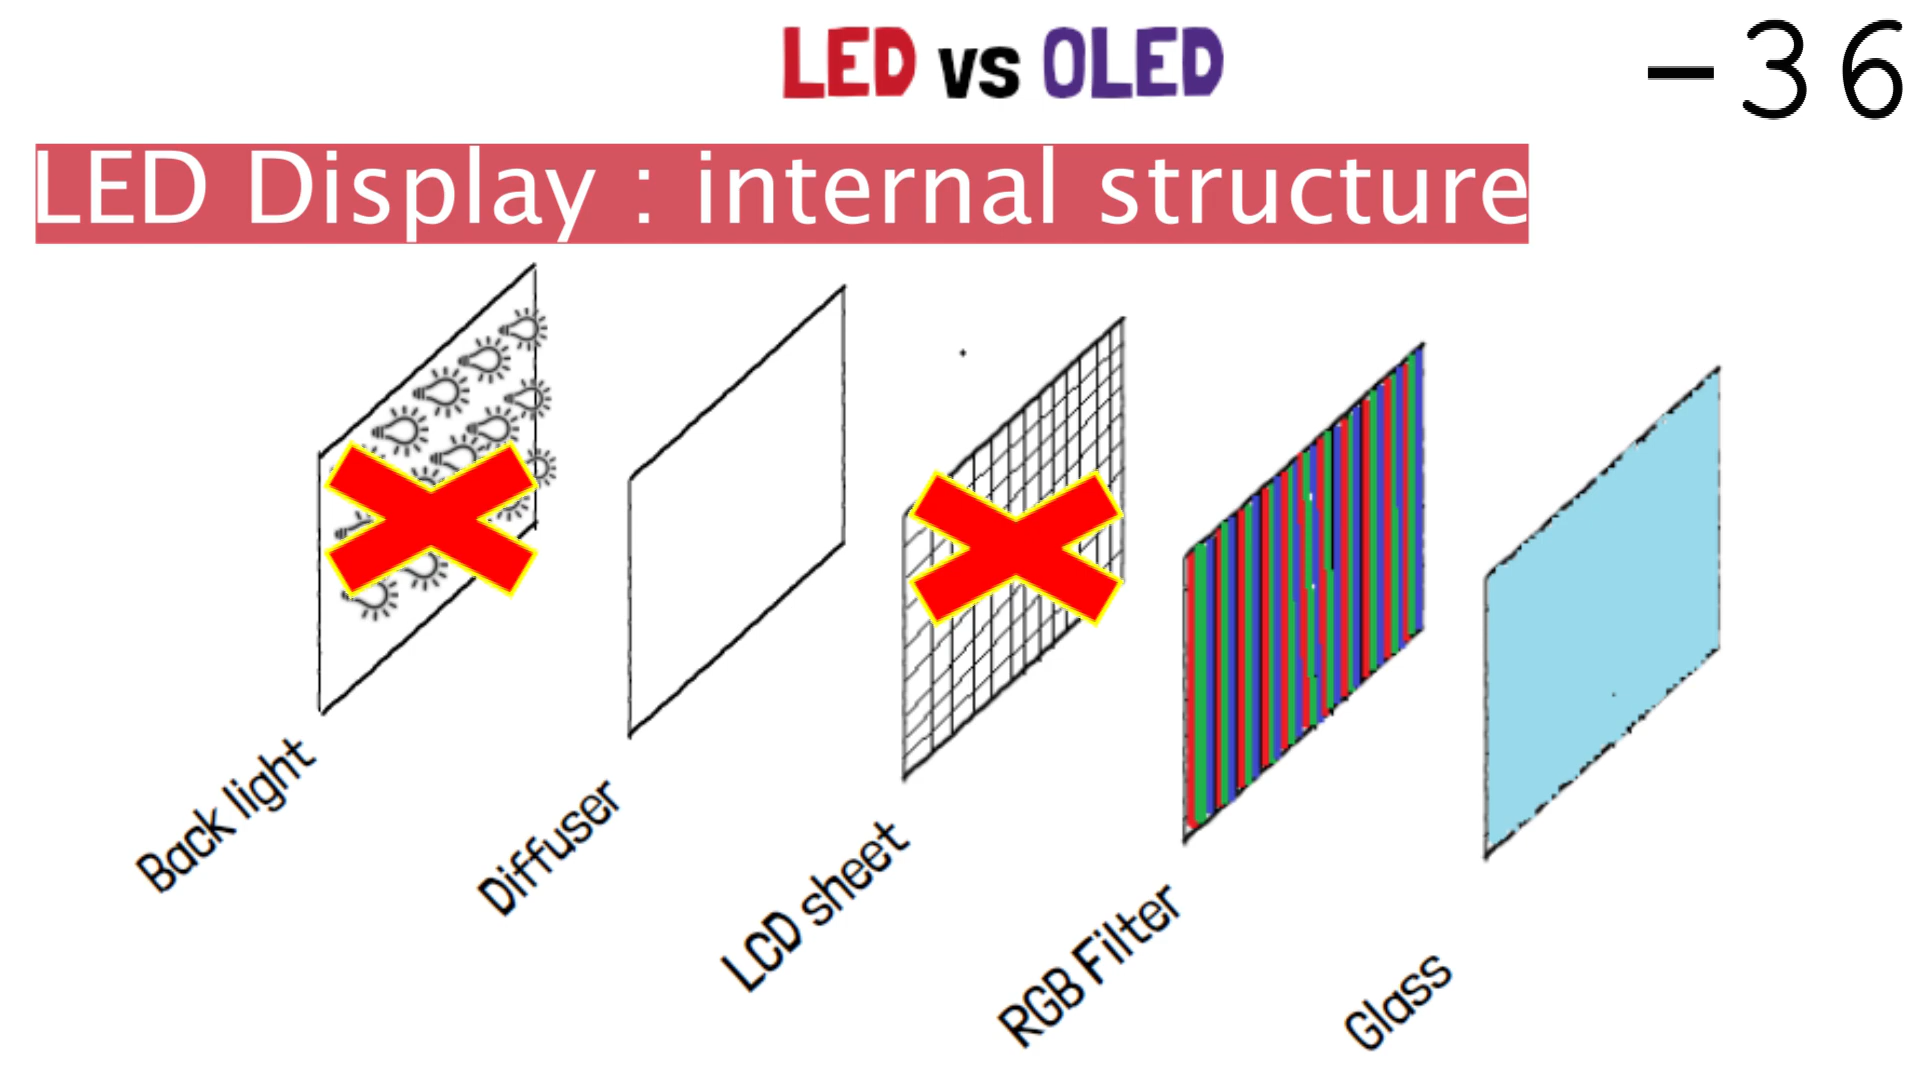 LED vs OLED
-36
LED Display : internal structure
Back light
Diffuser
LCD sheet
RGB Filter
Glass